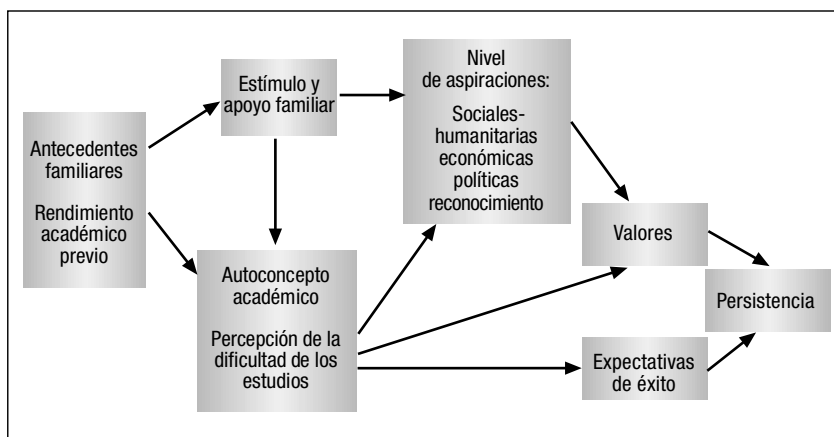 Antecedentes
familiares
Rendimiento
académico
previo
Estímulo y
apoyo familiar
Autoconcepto
académico
Percepción de la
dificultad de los
estudios
Nivel
de aspiraciones:
Sociales-
humanitarias
económicas
políticas
reconocimiento
Valores
Expectativas
de éxito
Persistencia